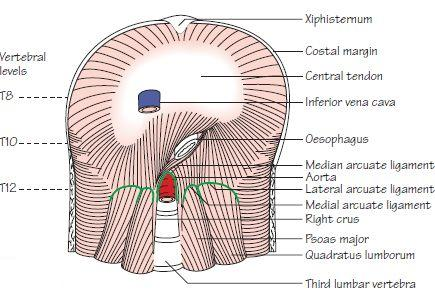 Xiphisternum
Costal margin
Central tendon
Inferior vena cava
Oesophagus
Median arcuate ligament
Aorta
Lateral arcuate ligament
Medial arcuate ligament
Right crus
Psoas major
Quadratus lumborum
Third lumbar vertebra
Vertebral
levels
T8
T10
T12